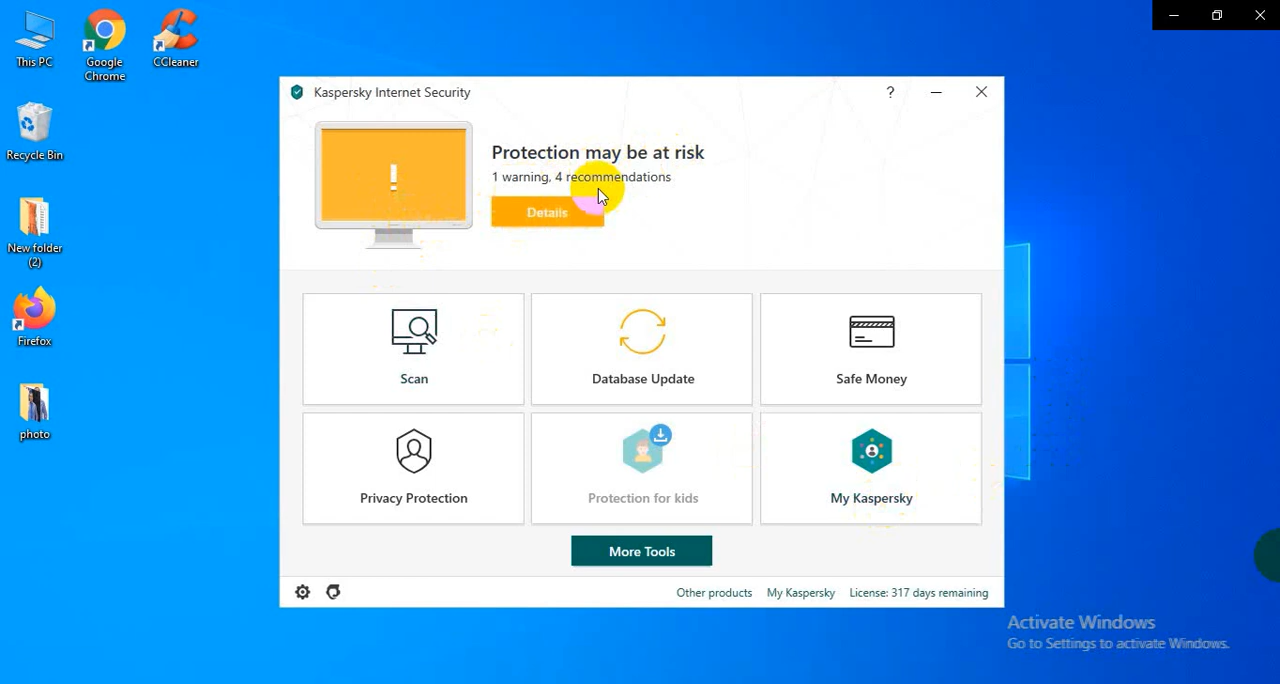 This PC
Google
Chrome
CCleaner
Recycle Bin
New folder
(2)
Firefox
photo
Kaspersky Internet Security
?
!
Protection may be at risk
1 warning, 4 recommendations
Details
Scan
Database Update
Safe Money
Privacy Protection
Protection for kids
My Kaspersky
More Tools
Other products
My Kaspersky
License: 317 days remaining
Activate Windows
Go to Settings to activate Windows.